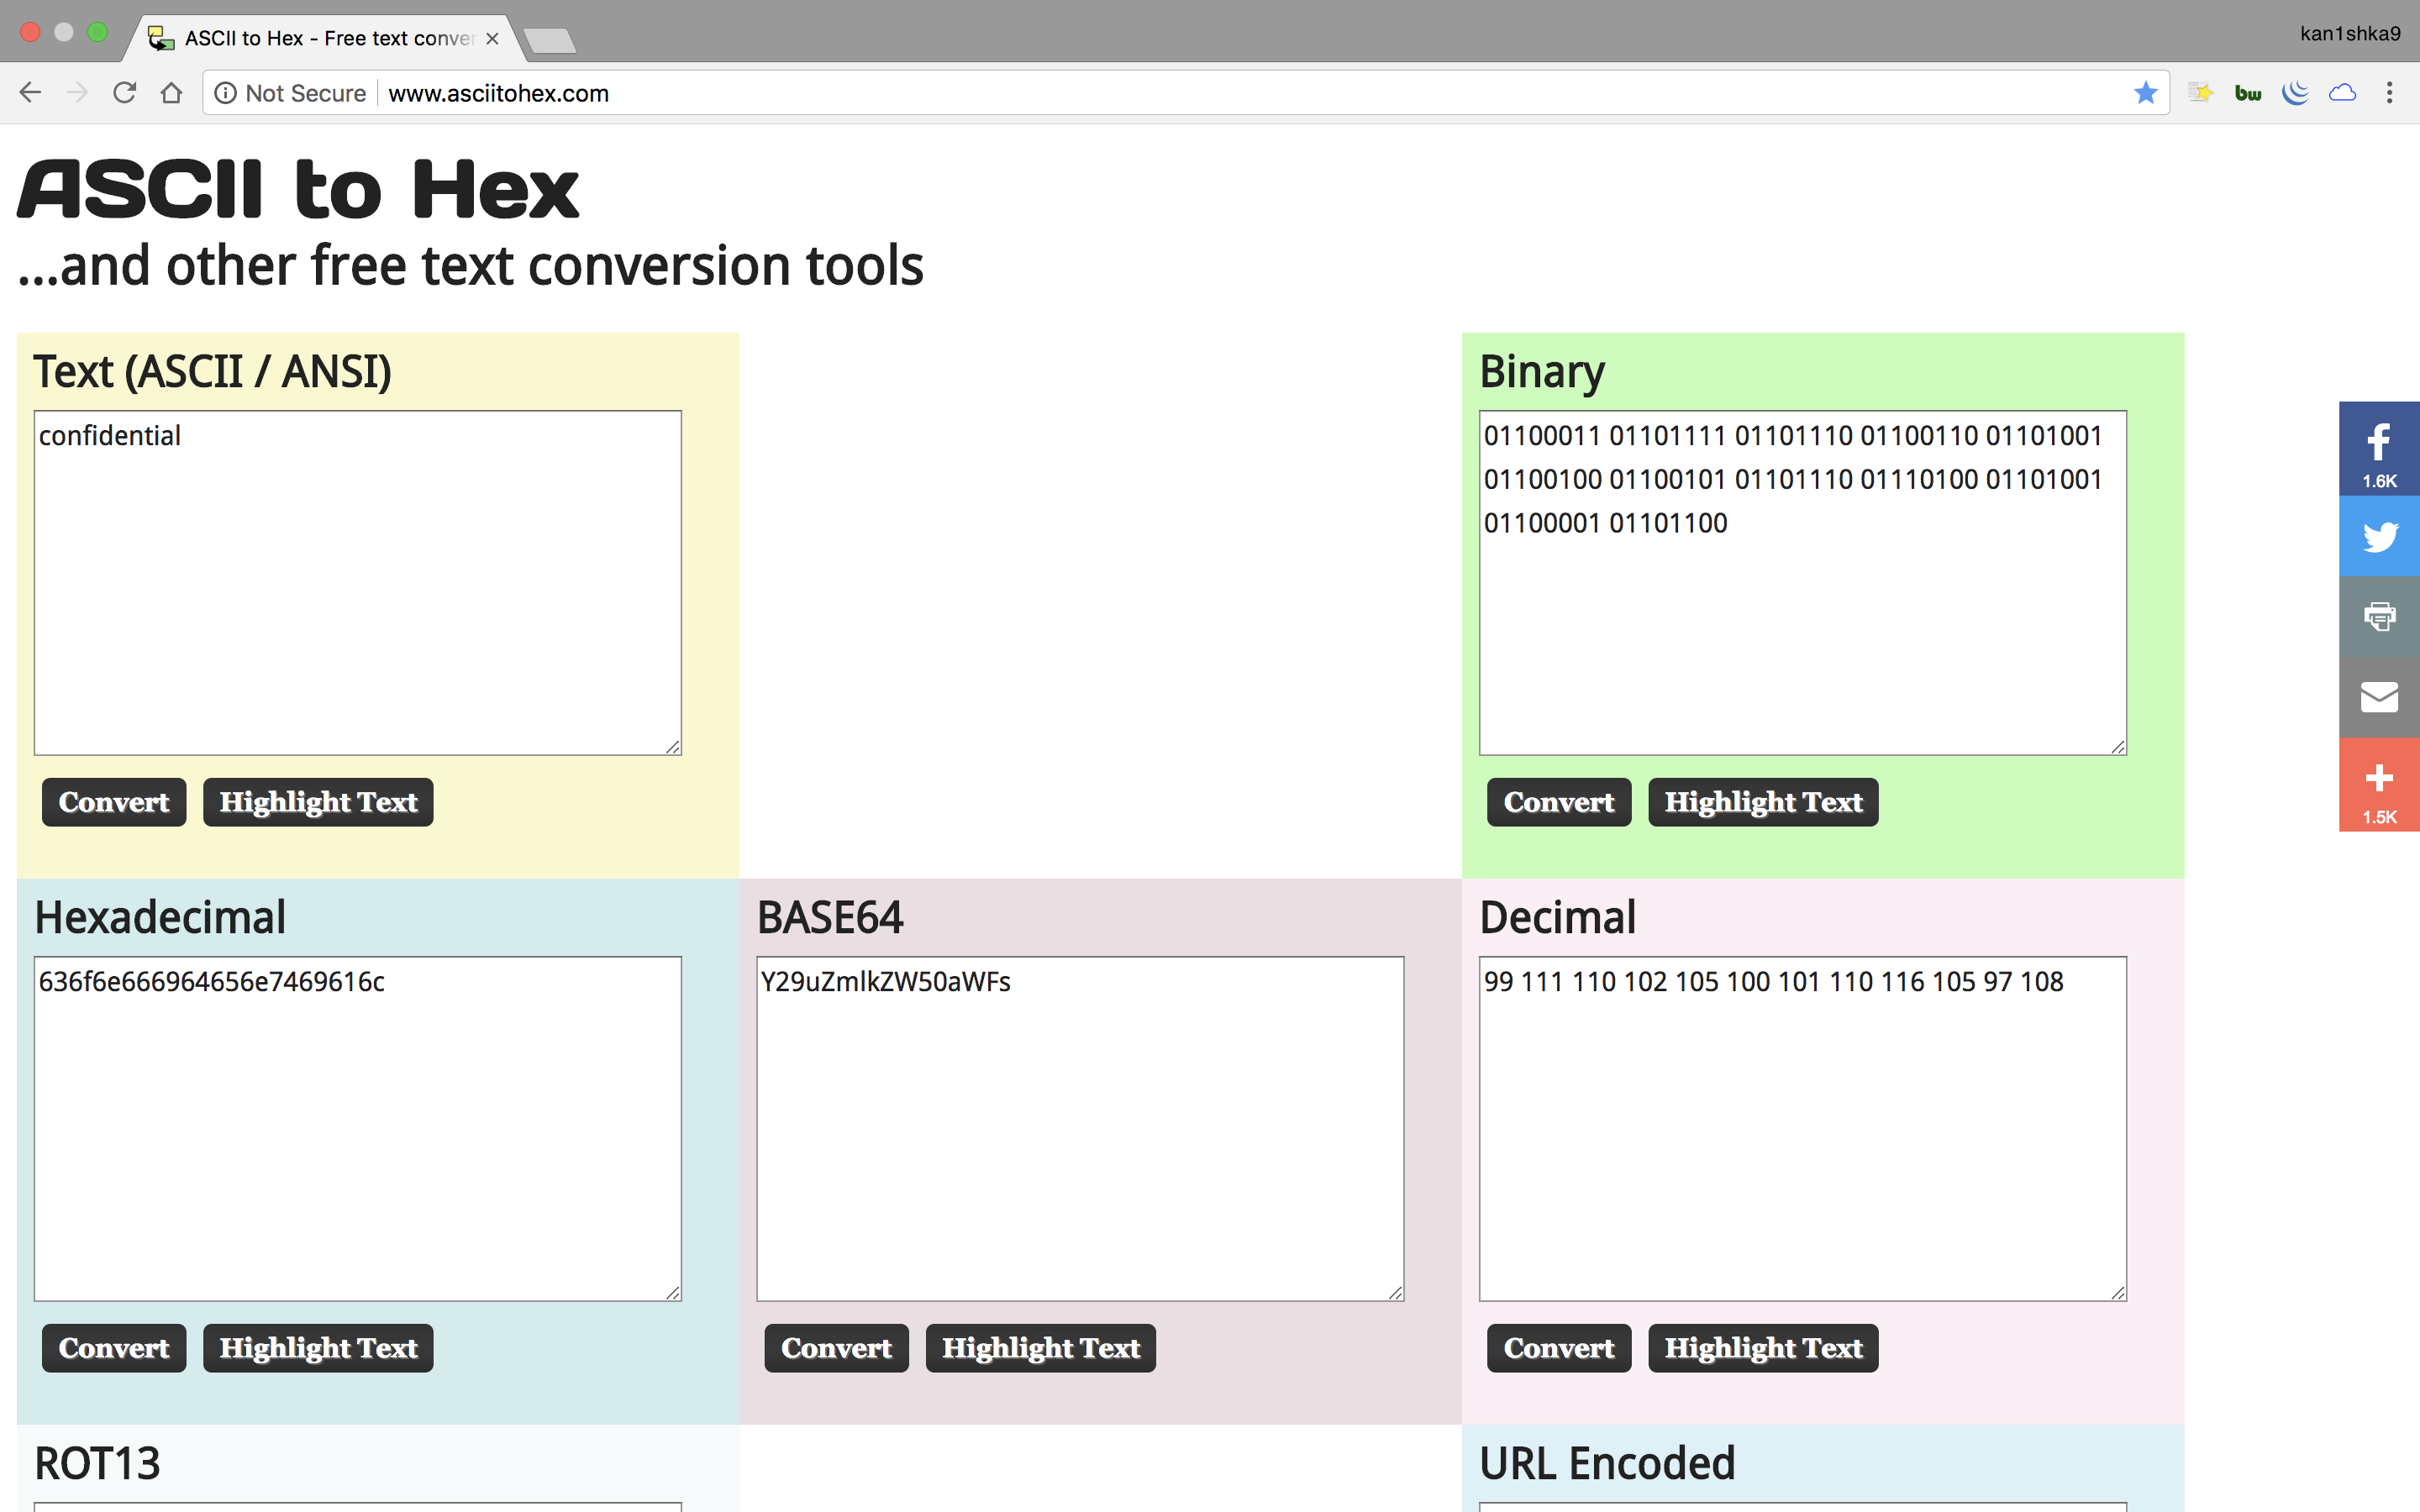 ASCII to Hex - Free text conver
kan1shka9
Not Secure
www.asciitohex.com
bw
ASCII to Hex
...and other free text conversion tools
Text (ASCII / ANSI)
confidential
Convert
Highlight Text
Binary
01100011 01101111 01101110 01100110 01101001
01100100 01100101 01101110 01110100 01101001
01100001 01101100
Convert
Highlight Text
1.6K
1.5K
Hexadecimal
636f6e666964656e7469616c
Convert
Highlight Text
BASE64
Y29uZmlkZW50aWFs
Convert
Highlight Text
Decimal
99 111 110 102 105 100 101 110 116 105 97 108
Convert
Highlight Text
ROT13
URL Encoded